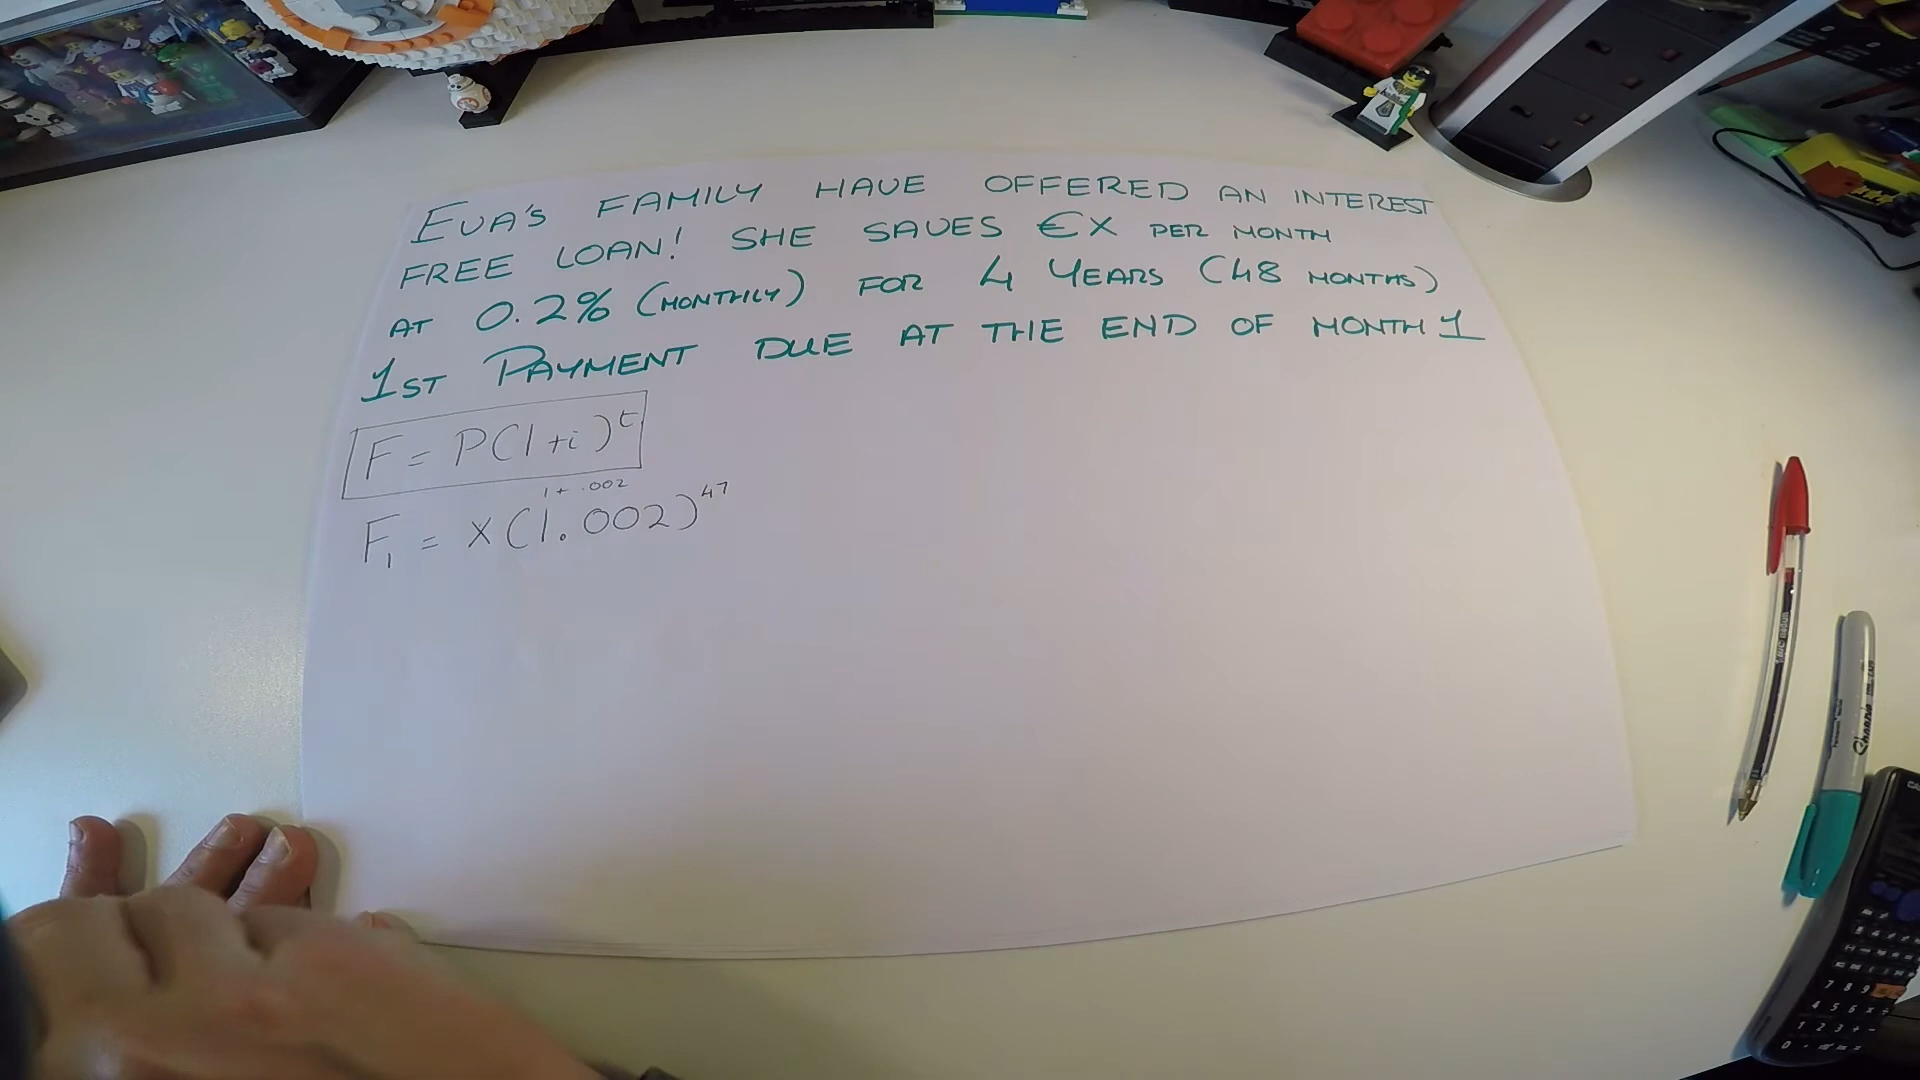 EVA'S FAMILY HAVE OFFERED AN INTEREST
FREE LOAN! SHE SAVES €X PER MONTH
AT 0.2% (MONTHLY) FOR 4 YEARS (48 MONTHS)
1ST PAYMENT DUE AT THE END OF MONTH 1
F = P(1+i)^t
1 + .002
F₁ = X(1.002)^47
Sharpie